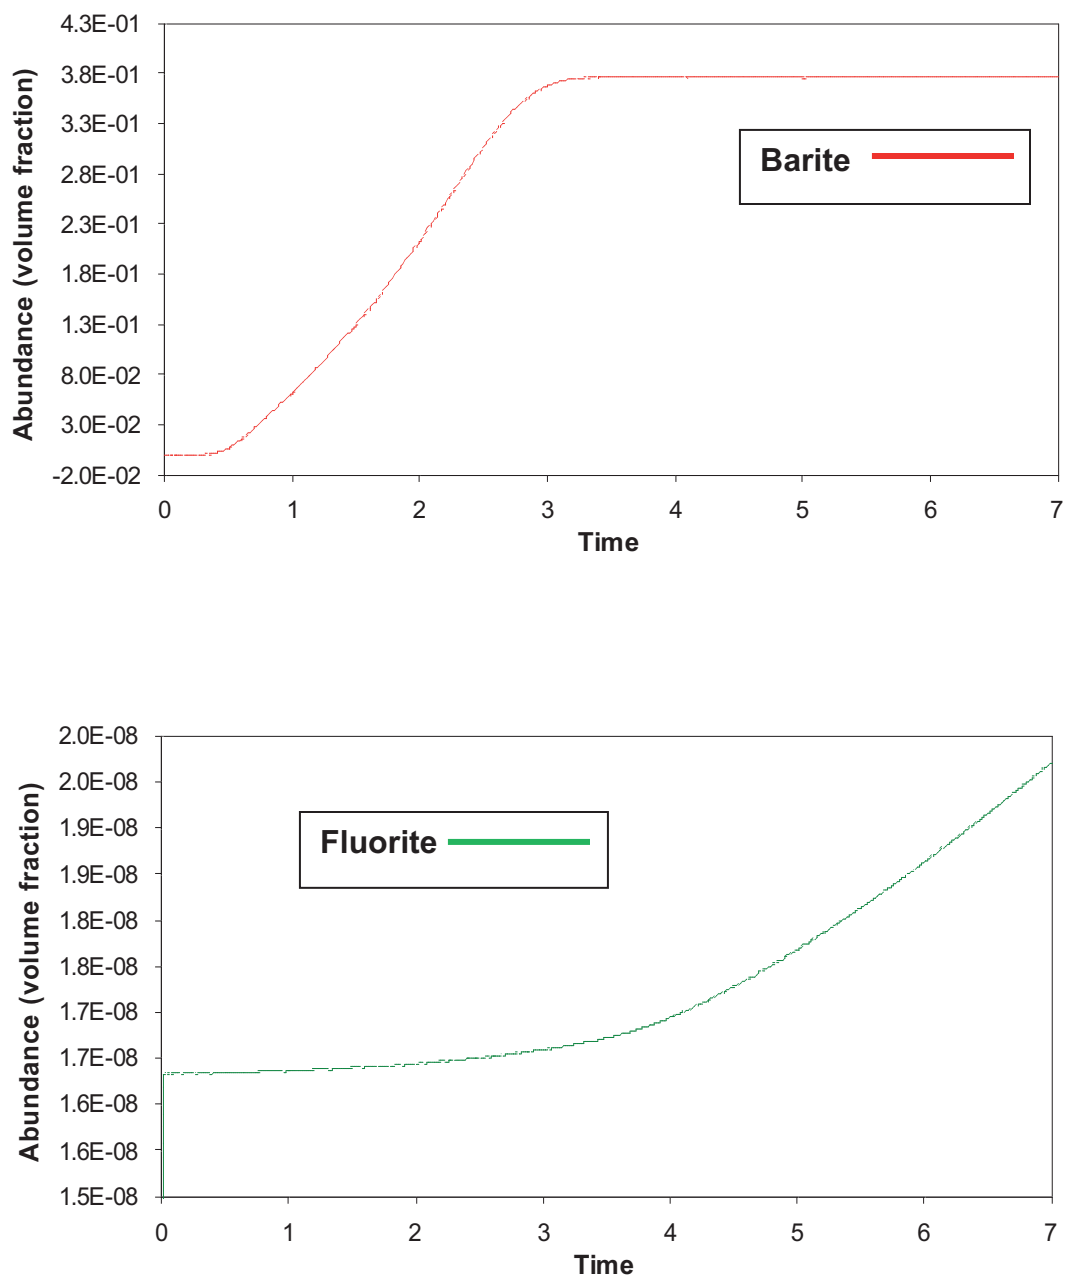 Abundance (volume fraction)
4.3E-01
3.8E-01
3.3E-01
2.8E-01
2.3E-01
1.8E-01
1.3E-01
8.0E-02
3.0E-02
-2.0E-02
Barite
0 1 2 3 4 5 6 7
Time
Abundance (volume fraction)
2.0E-08
2.0E-08
1.9E-08
1.9E-08
1.8E-08
1.8E-08
1.7E-08
1.7E-08
1.6E-08
1.6E-08
1.5E-08
Fluorite
0 1 2 3 4 5 6 7
Time